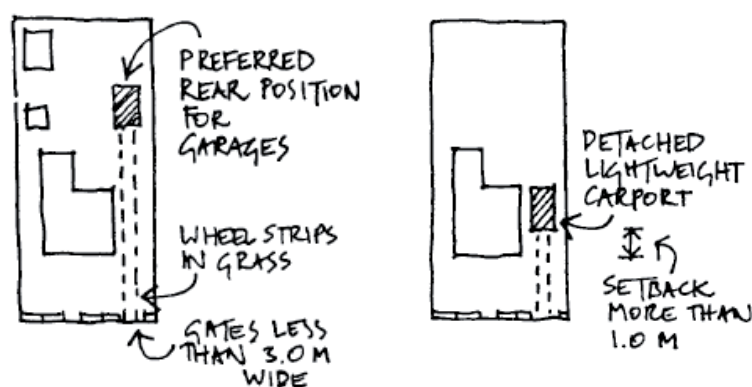 PREFERRED
REAR POSITION
FOR
GARAGES
WHEEL STRIPS
IN GRASS
GATES LESS
THAN 3.0 M
WIDE
DETACHED
LIGHTWEIGHT
CARPORT
SETBACK
MORE THAN
1.0 M